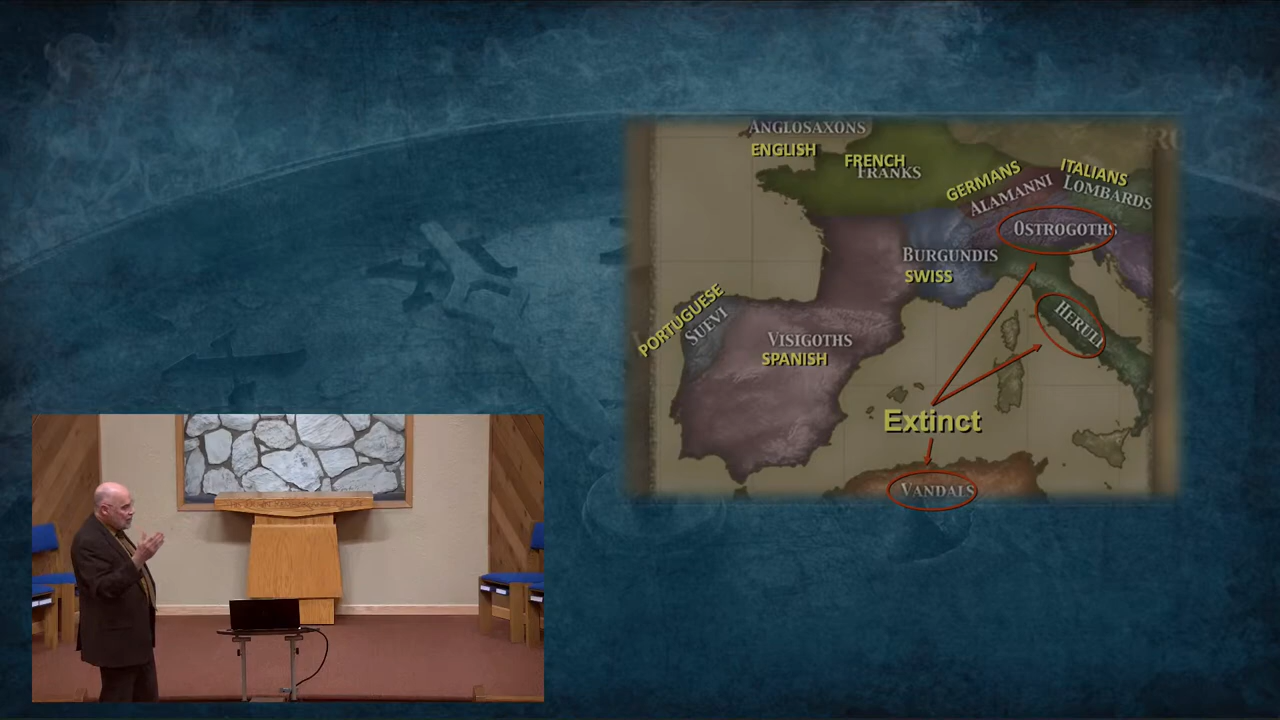 ANGLOSAXONS
ENGLISH
FRENCH
FRANKS
GERMANS
ALAMANNI
ITALIANS
LOMBARDS
OSTROGOTHS
BURGUNDIS
SWISS
PORTUGUESE
SUEVI
VISIGOTHS
SPANISH
HERULI
Extinct
VANDALS